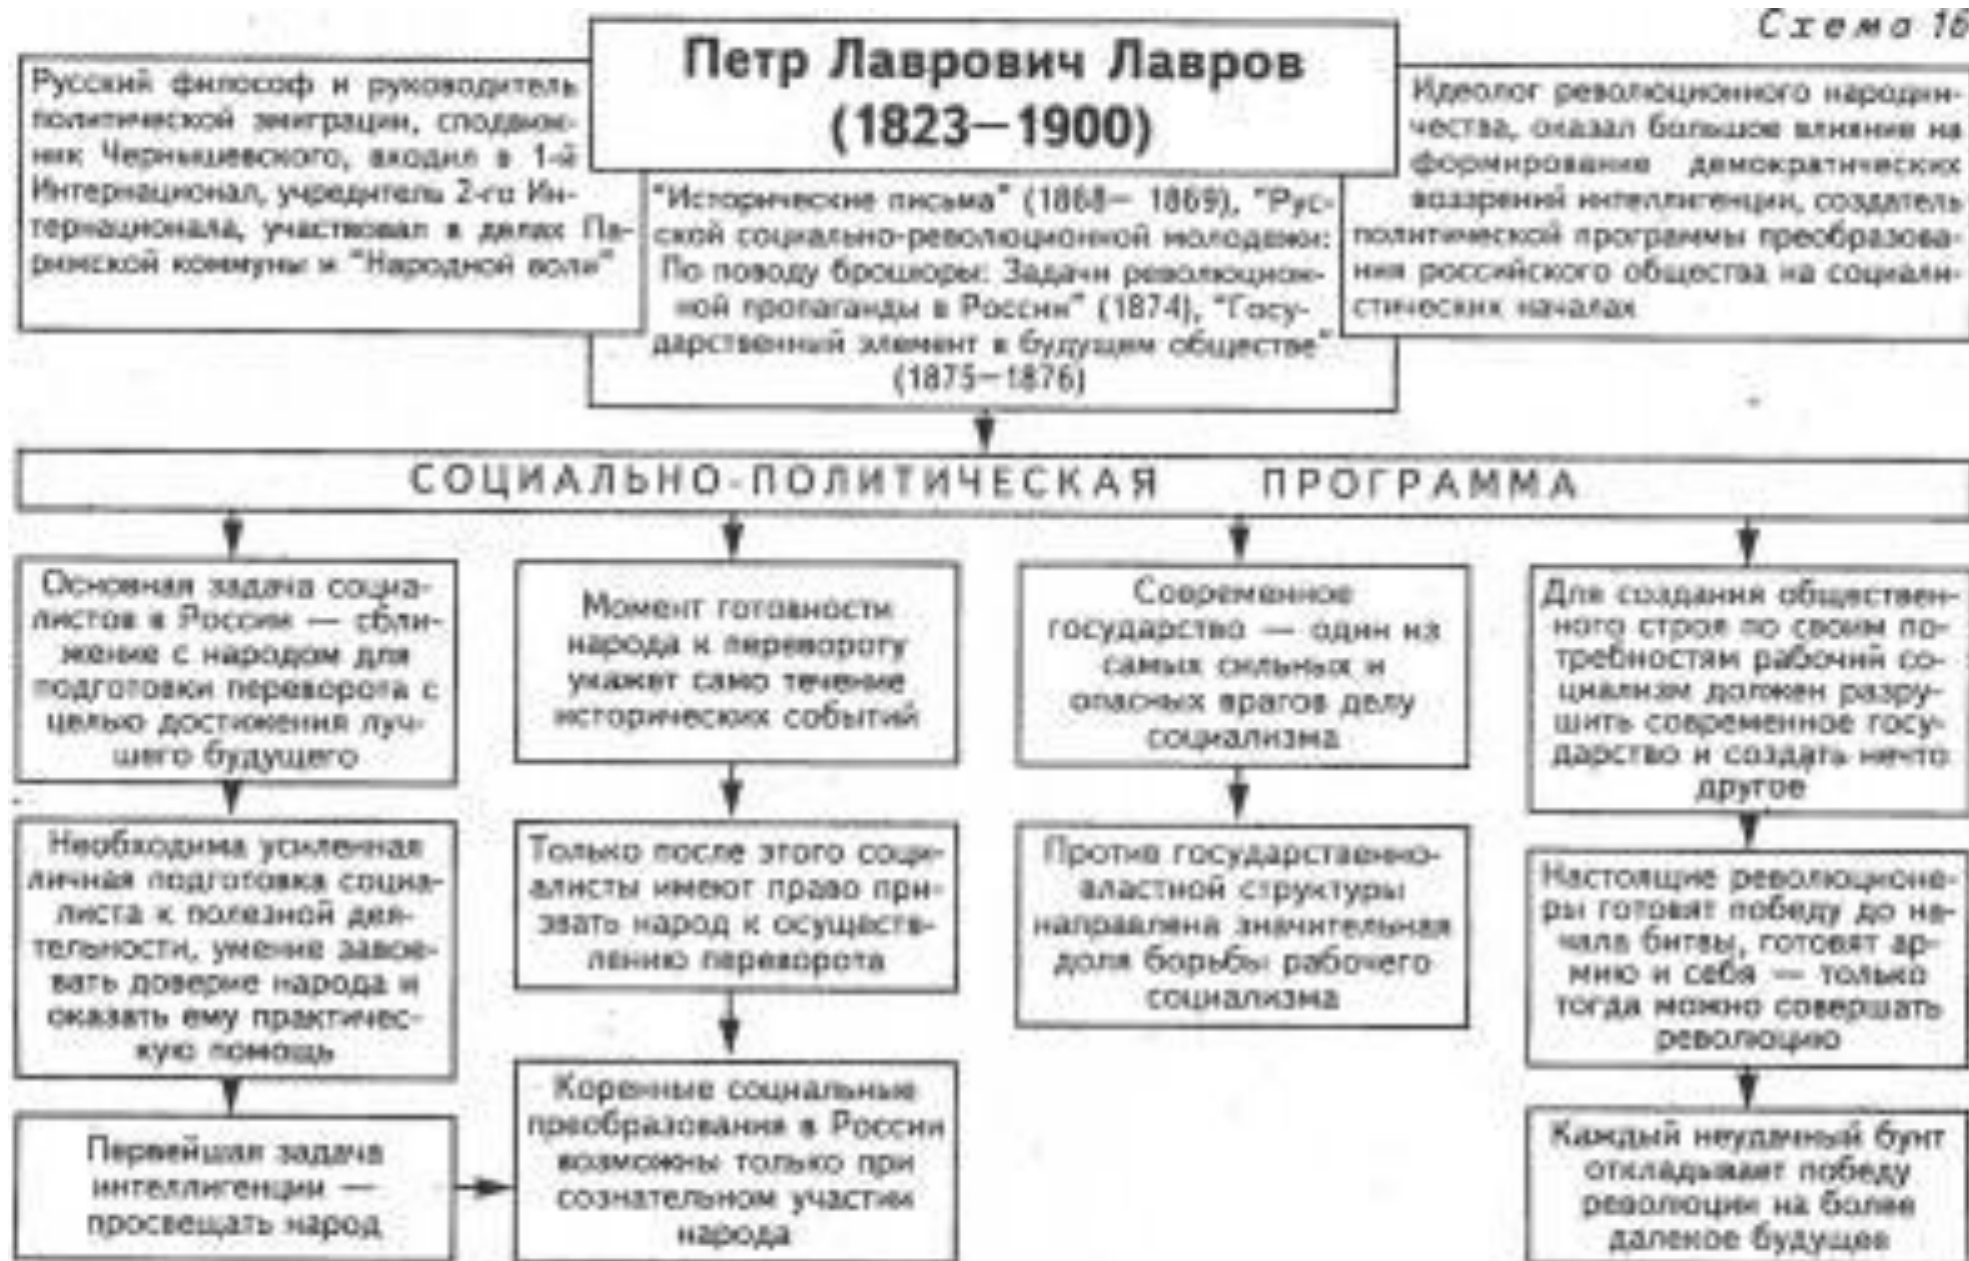 Схема 16
Петр Лаврович Лавров
(1823—1900)
Русский философ и руководитель
политической эмиграции, сподвиж-
ник Чернышевского, входил в 1-й
Интернационал, учредитель 2-го Ин-
тернационала, участвовал в делах Па-
рижской коммуны и "Народной воли"
"Исторические письма" (1868— 1869), "Рус-
ской социально-революционной молодежи:
По поводу брошюры: Задачи революцион-
ной пропаганды в России" (1874), "Госу-
дарственный элемент в будущем обществе"
(1875—1876)
Идеолог революционного народни-
чества, оказал большое влияние на
формирование демократических
воззрений интеллигенции, создатель
политической программы преобразова-
ния российского общества на социали-
стических началах
СОЦИАЛЬНО-ПОЛИТИЧЕСКАЯ ПРОГРАММА
Основная задача социа-
листов в России — сбли-
жение с народом для
подготовки переворота с
целью достижения луч-
шего будущего
Необходима усиленная
личная подготовка социа-
листа к полезной дея-
тельности, умение завое-
вать доверие народа и
оказать ему практичес-
кую помощь
Первейшая задача
интеллигенции —
просвещать народ
Момент готовности
народа к перевороту
укажет само течение
исторических событий
Только после этого соци-
алисты имеют право при-
звать народ к осуществ-
лению переворота
Коренные социальные
преобразования в России
возможны только при
сознательном участии
народа
Современное
государство — один из
самых сильных и
опасных врагов делу
социализма
Против государственно-
властной структуры
направлена значительная
доля борьбы рабочего
социализма
Для создания обществен-
ного строя по своим по-
требностям рабочий со-
циализм должен разру-
шить современное госу-
дарство и создать нечто
другое
Настоящие революционе-
ры готовят победу до на-
чала битвы, готовят ар-
мию и себя — только
тогда можно совершать
революцию
Каждый неудачный бунт
откладывает победу
революции на более
далекое будущее